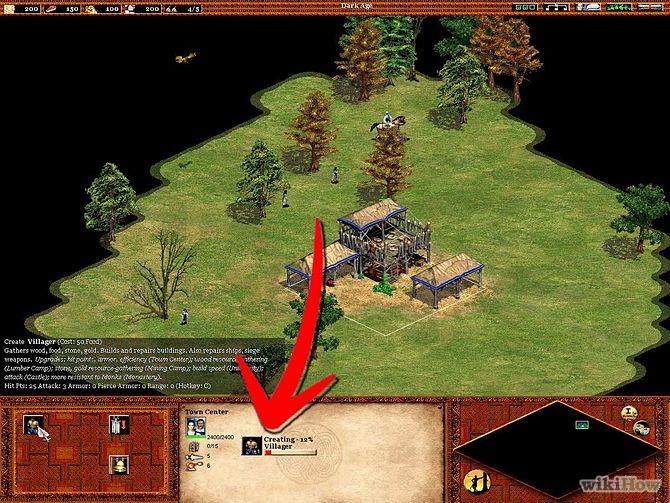 200 150 100 200 4/5 Dark Age
Create Villager (Cost: 50 Food)
Gathers wood, food, stone, gold. Builds and repairs buildings. Also repairs ships, siege
weapons. Upgrades: hit points, armor, efficiency (Town Center); wood resource-gathering
(Lumber Camp); stone, gold resource-gathering (Mining Camp); build speed (University);
attack (Castle); more resistant to Monks (Monastery).
Hit Pts: 25 Attack: 3 Armor: 0 Pierce Armor: 0 Range: 0 (Hotkey: C)
Town Center
2400/2400
0/15
5
6
Creating - 12%
Villager
wikiHow